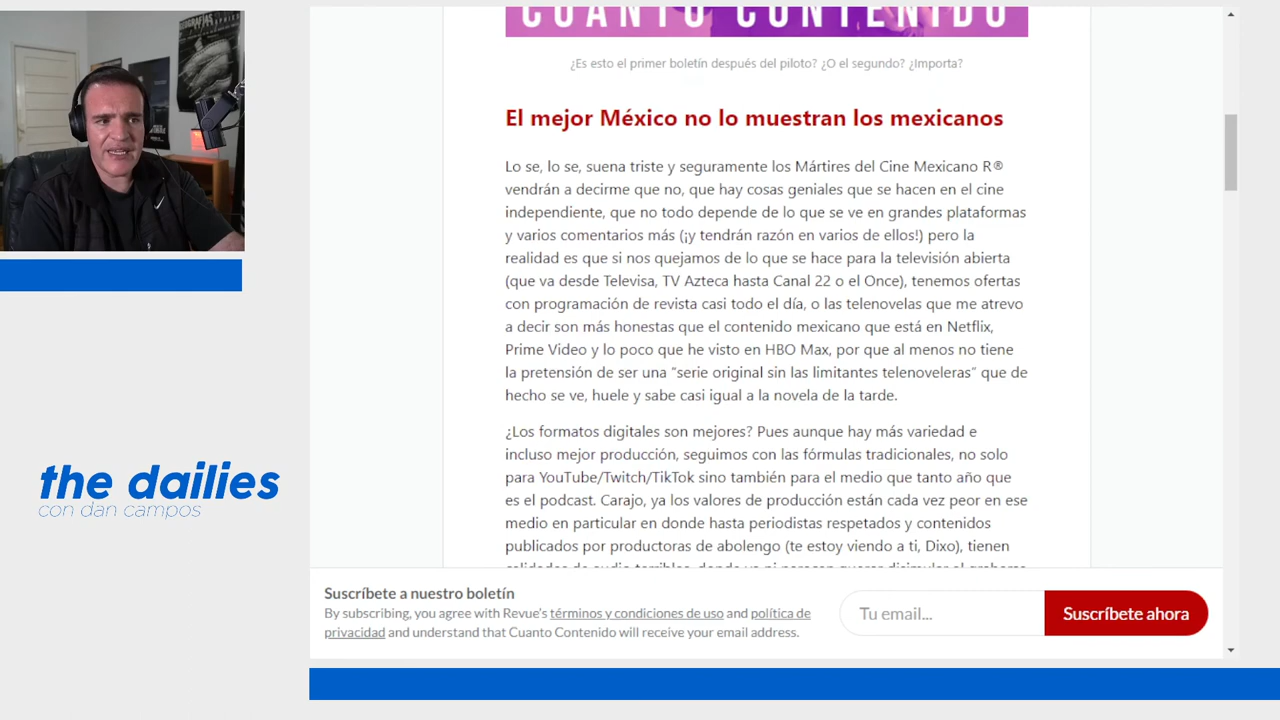 CUANTO CONTENIDO
¿Es esto el primer boletín después del piloto? ¿O el segundo? ¿Importa?
El mejor México no lo muestran los mexicanos
Lo se, lo se, suena triste y seguramente los Mártires del Cine Mexicano R®
vendrán a decirme que no, que hay cosas geniales que se hacen en el cine
independiente, que no todo depende de lo que se ve en grandes plataformas
y varios comentarios más (¡y tendrán razón en varios de ellos!) pero la
realidad es que si nos quejamos de lo que se hace para la televisión abierta
(que va desde Televisa, TV Azteca hasta Canal 22 o el Once), tenemos ofertas
con programación de revista casi todo el día, o las telenovelas que me atrevo
a decir son más honestas que el contenido mexicano que está en Netflix,
Prime Video y lo poco que he visto en HBO Max, por que al menos no tiene
la pretensión de ser una “serie original sin las limitantes telenoveleras” que de
hecho se ve, huele y sabe casi igual a la novela de la tarde.
¿Los formatos digitales son mejores? Pues aunque hay más variedad e
incluso mejor producción, seguimos con las fórmulas tradicionales, no solo
para YouTube/Twitch/TikTok sino también para el medio que tanto año que
es el podcast. Carajo, ya los valores de producción están cada vez peor en ese
medio en particular en donde hasta periodistas respetados y contenidos
publicados por productoras de abolengo (te estoy viendo a ti, Dixo), tienen
the dailies
con dan campos
Suscríbete a nuestro boletín
By subscribing, you agree with Revue's términos y condiciones de uso and política de
privacidad and understand that Cuanto Contenido will receive your email address.
Tu email...
Suscríbete ahora